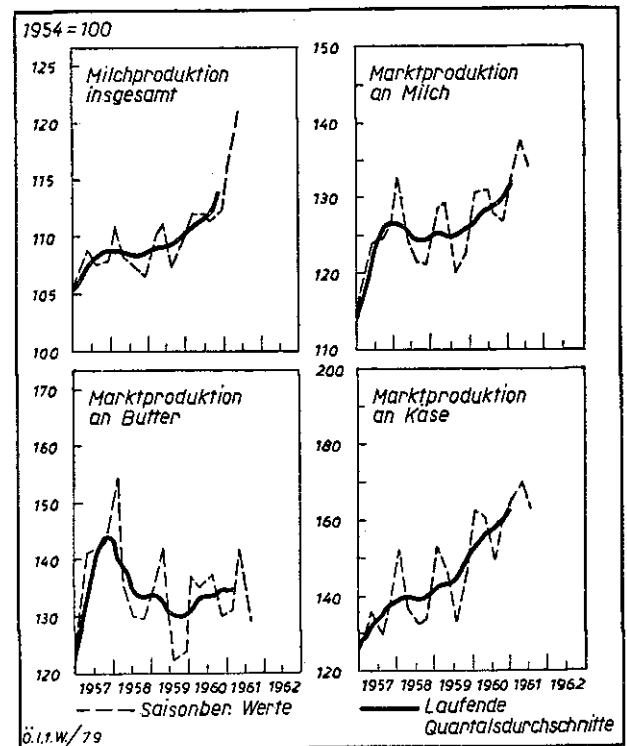 1954=100
Milchproduktion
insgesamt
125
120
115
110
105
100
Marktproduktion
an Milch
150
140
135
130
120
110
Marktproduktion
an Butter
170
160
150
140
130
120
Marktproduktion
an Käse
200
180
160
140
120
1957 1958 1959 1960 1961 1962
1957 1958 1959 1960 1961 1962
Saisonber. Werte
Laufende
Quartalsdurchschnitte
Ö.I.f.W./79